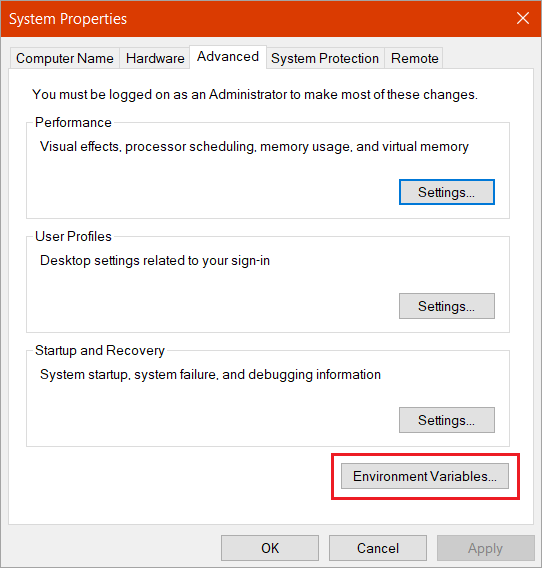 System Properties
Computer Name Hardware Advanced System Protection Remote
You must be logged on as an Administrator to make most of these changes.
Performance
Visual effects, processor scheduling, memory usage, and virtual memory
Settings...
User Profiles
Desktop settings related to your sign-in
Settings...
Startup and Recovery
System startup, system failure, and debugging information
Settings...
Environment Variables...
OK Cancel Apply